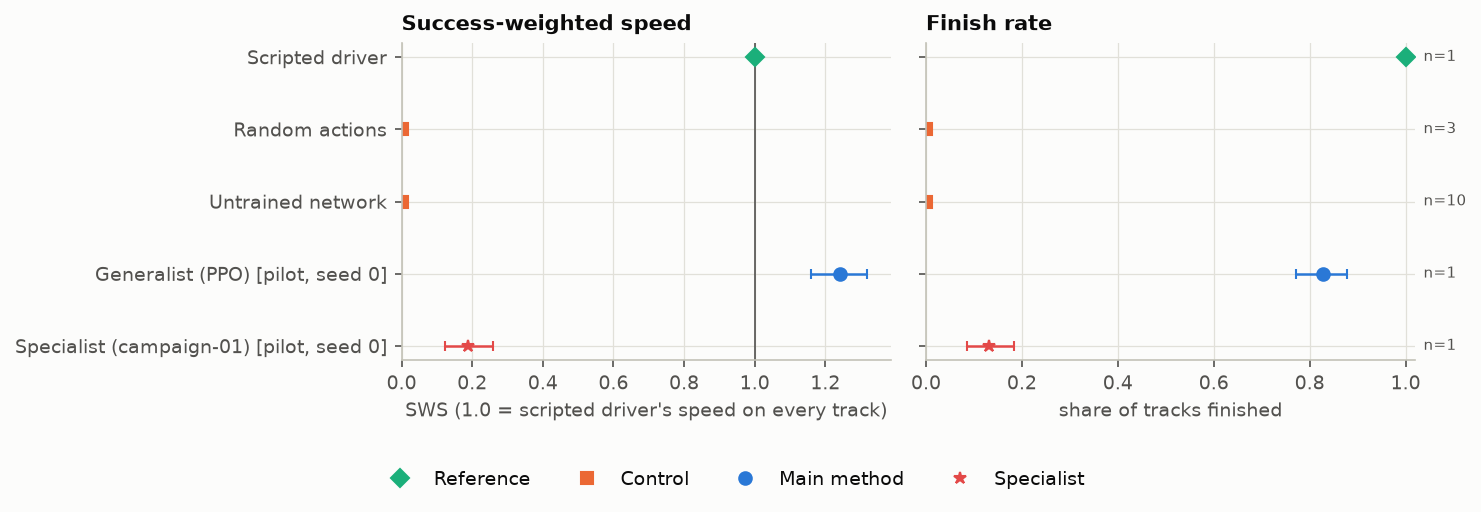 Success-weighted speed
Finish rate
Scripted driver
n=1
Random actions
n=3
Untrained network
n=10
Generalist (PPO) [pilot, seed 0]
n=1
Specialist (campaign-01) [pilot, seed 0]
n=1
0.0 0.2 0.4 0.6 0.8 1.0 1.2
0.0 0.2 0.4 0.6 0.8 1.0
SWS (1.0 = scripted driver's speed on every track)
share of tracks finished
Reference Control Main method Specialist